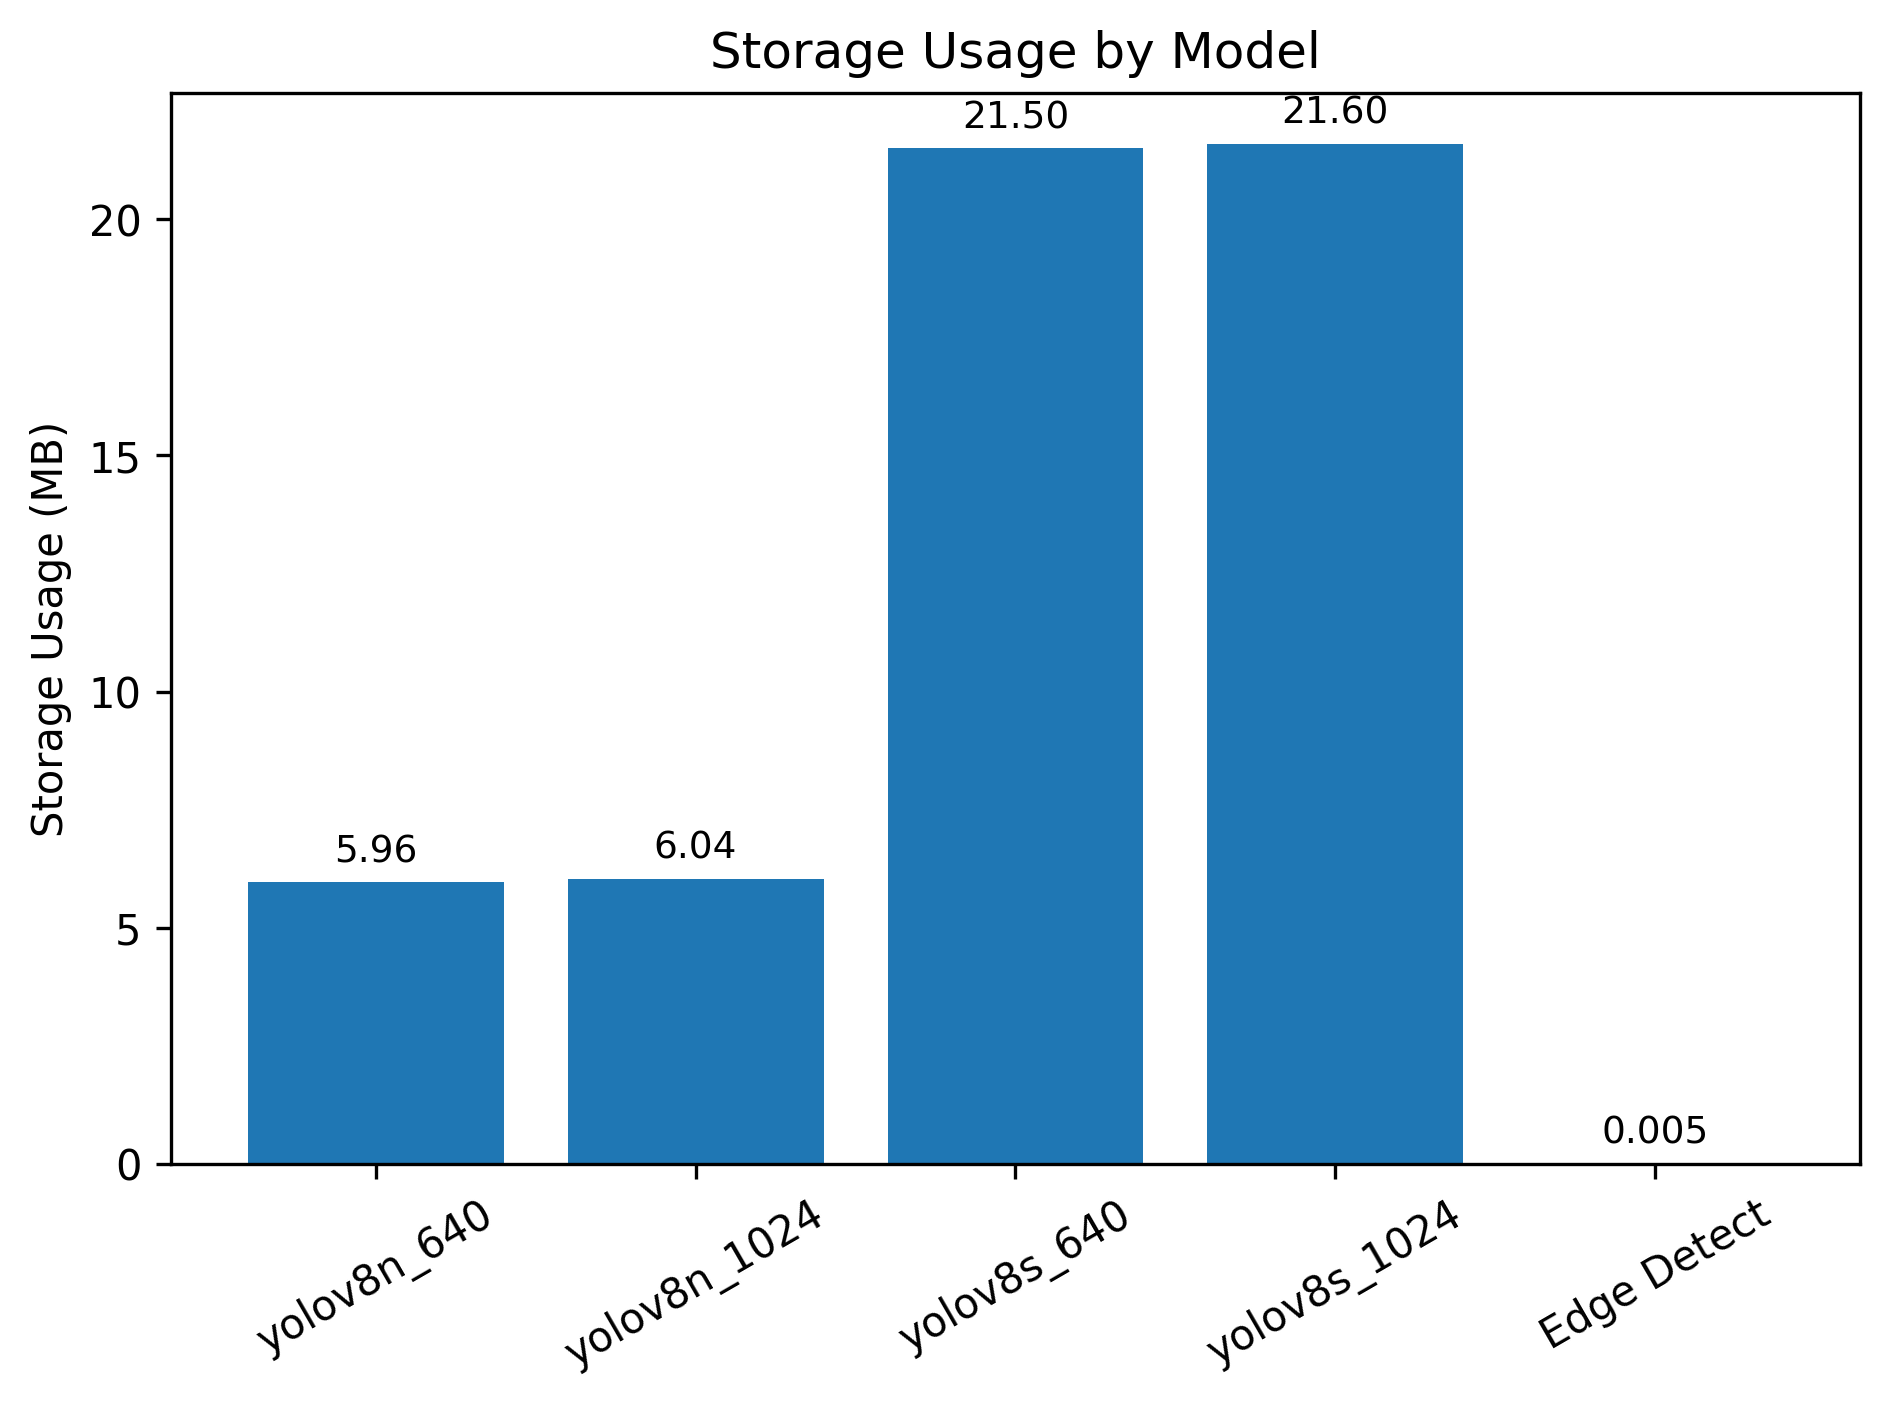 Storage Usage by Model
Storage Usage (MB)
20
15
10
5
0
5.96
6.04
21.50
21.60
0.005
yolov8n_640
yolov8n_1024
yolov8s_640
yolov8s_1024
Edge Detect